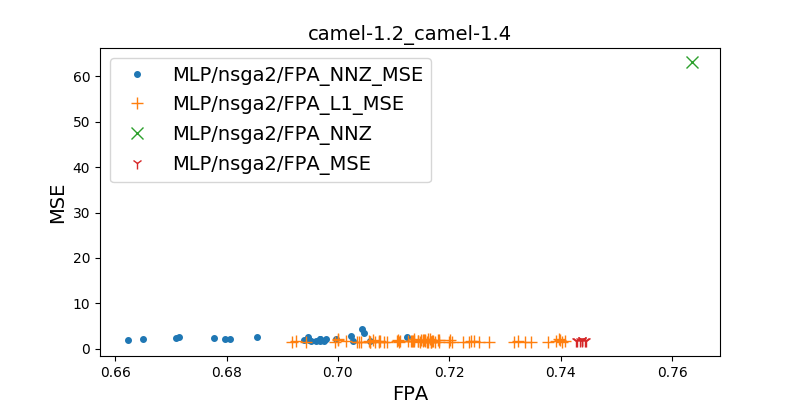 camel-1.2_camel-1.4
MLP/nsga2/FPA_NNZ_MSE
MLP/nsga2/FPA_L1_MSE
MLP/nsga2/FPA_NNZ
MLP/nsga2/FPA_MSE
MSE
60
50
40
30
20
10
0
0.66 0.68 0.70 0.72 0.74 0.76
FPA